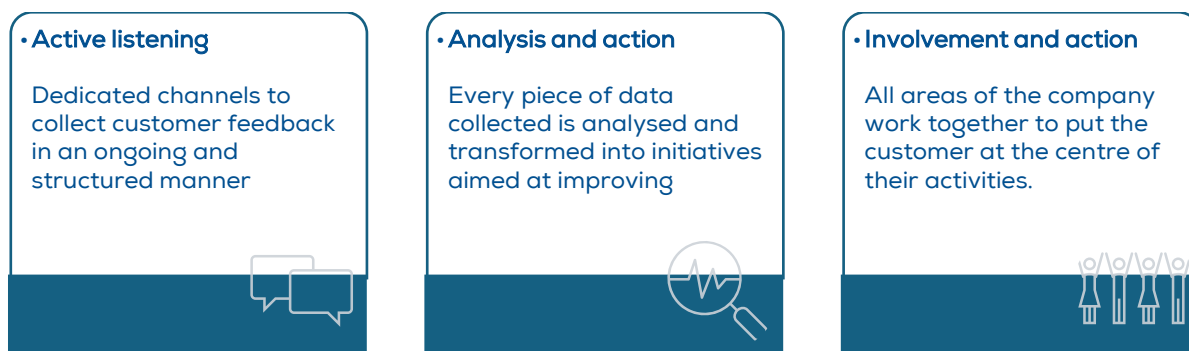 • Active listening
Dedicated channels to
collect customer feedback
in an ongoing and
structured manner
• Analysis and action
Every piece of data
collected is analysed and
transformed into initiatives
aimed at improving
• Involvement and action
All areas of the company
work together to put the
customer at the centre of
their activities.